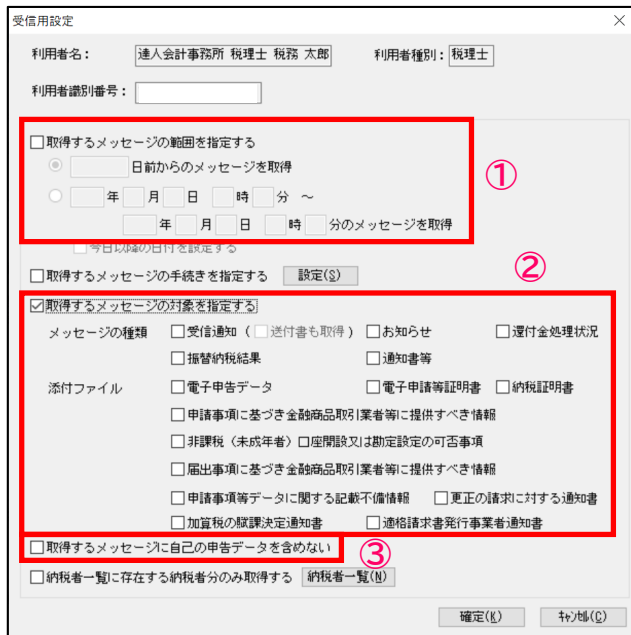 受信用設定
利用者名： 達人会計事務所 税理士 税務 太郎 利用者種別： 税理士
利用者識別番号：
取得するメッセージの範囲を指定する
日前からのメッセージを取得
①
年 月 日 時 分 ～
年 月 日 時 分のメッセージを取得
今日以降の日付を設定する
取得するメッセージの手続きを指定する 設定(S)
②
取得するメッセージの対象を指定する
メッセージの種類 受信通知 ( 送付書も取得 ) お知らせ 還付金処理状況
振替納税結果 通知書等
添付ファイル 電子申告データ 電子申請等証明書 納税証明書
申請事項に基づき金融商品取引業者等に提供すべき情報
非課税（未成年者）口座開設又は勘定設定の可否事項
届出事項に基づき金融商品取引業者等に提供すべき情報
申請事項等データに関する記載不備情報 更正の請求に対する通知書
加算税の賦課決定通知書 適格請求書発行事業者通知書
取得するメッセージに自己の申告データを含めない
③
納税者一覧に存在する納税者分のみ取得する 納税者一覧(N)
確定(K) ｷｬﾝｾﾙ(C)